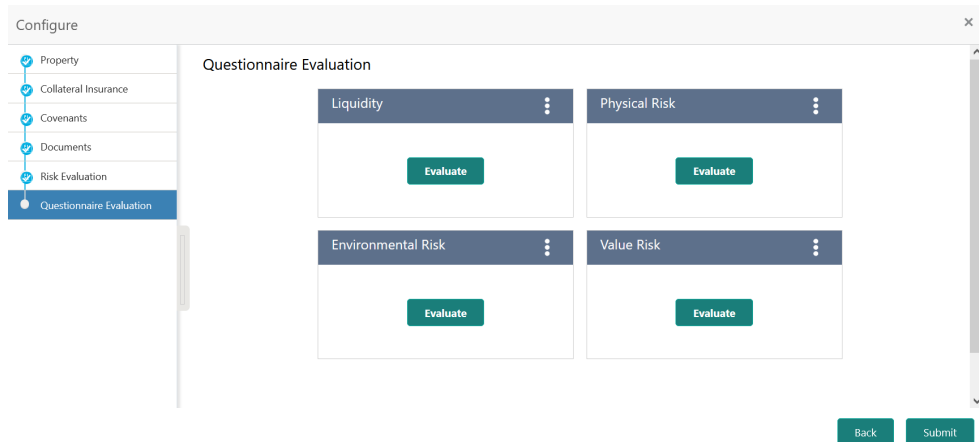 Configure
Property
Collateral Insurance
Covenants
Documents
Risk Evaluation
Questionnaire Evaluation
Questionnaire Evaluation
Liquidity
Physical Risk
Evaluate
Evaluate
Environmental Risk
Value Risk
Evaluate
Evaluate
Back
Submit